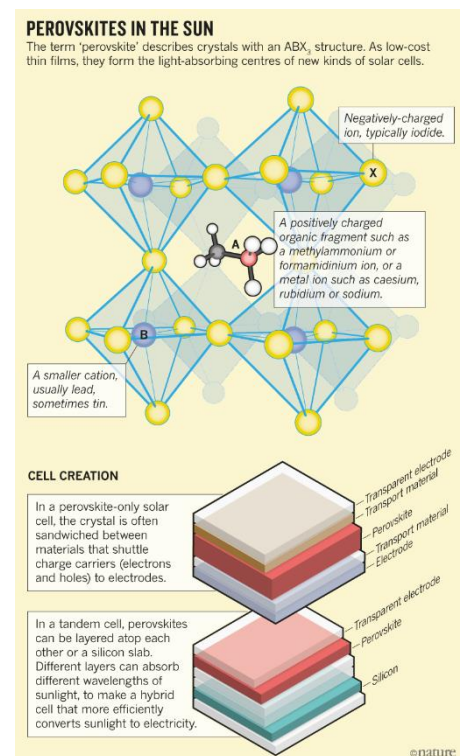 PEROVSKITES IN THE SUN
The term ‘perovskite’ describes crystals with an ABX₃ structure. As low-cost
thin films, they form the light-absorbing centres of new kinds of solar cells.
Negatively-charged
ion, typically iodide.
X
A
A positively charged
organic fragment such as
a methylammonium or
formamidinium ion, or a
metal ion such as caesium,
rubidium or sodium.
B
A smaller cation,
usually lead,
sometimes tin.
CELL CREATION
In a perovskite-only solar
cell, the crystal is often
sandwiched between
materials that shuttle
charge carriers (electrons
and holes) to electrodes.
Transparent electrode
Transport material
Perovskite
Transport material
Electrode
In a tandem cell, perovskites
can be layered atop each
other or a silicon slab.
Different layers can absorb
different wavelengths of
sunlight, to make a hybrid
cell that more efficiently
converts sunlight to electricity.
Transparent electrode
Perovskite
Silicon
©nature